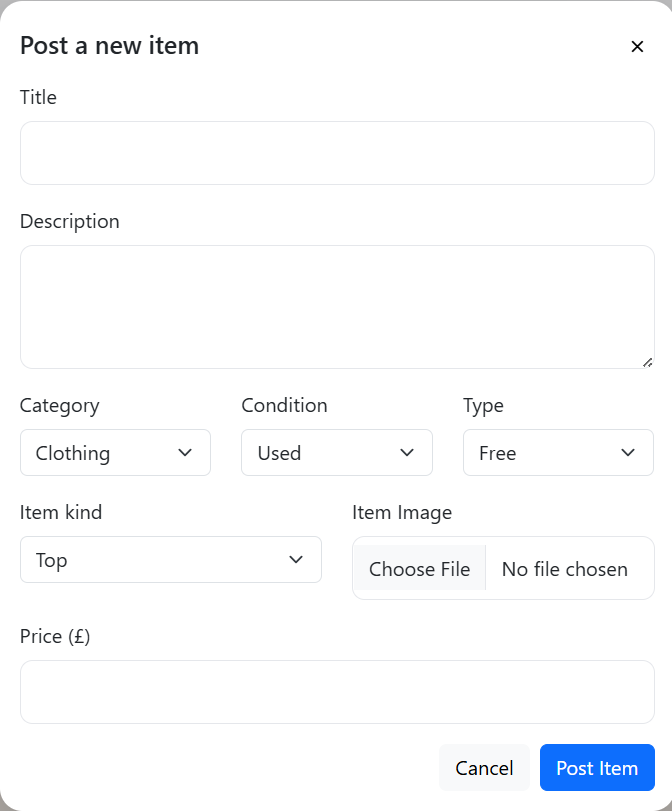 Post a new item
Title
Description
Category Condition Type
Clothing Used Free
Item kind Item Image
Top Choose File No file chosen
Price (£)
Cancel Post Item